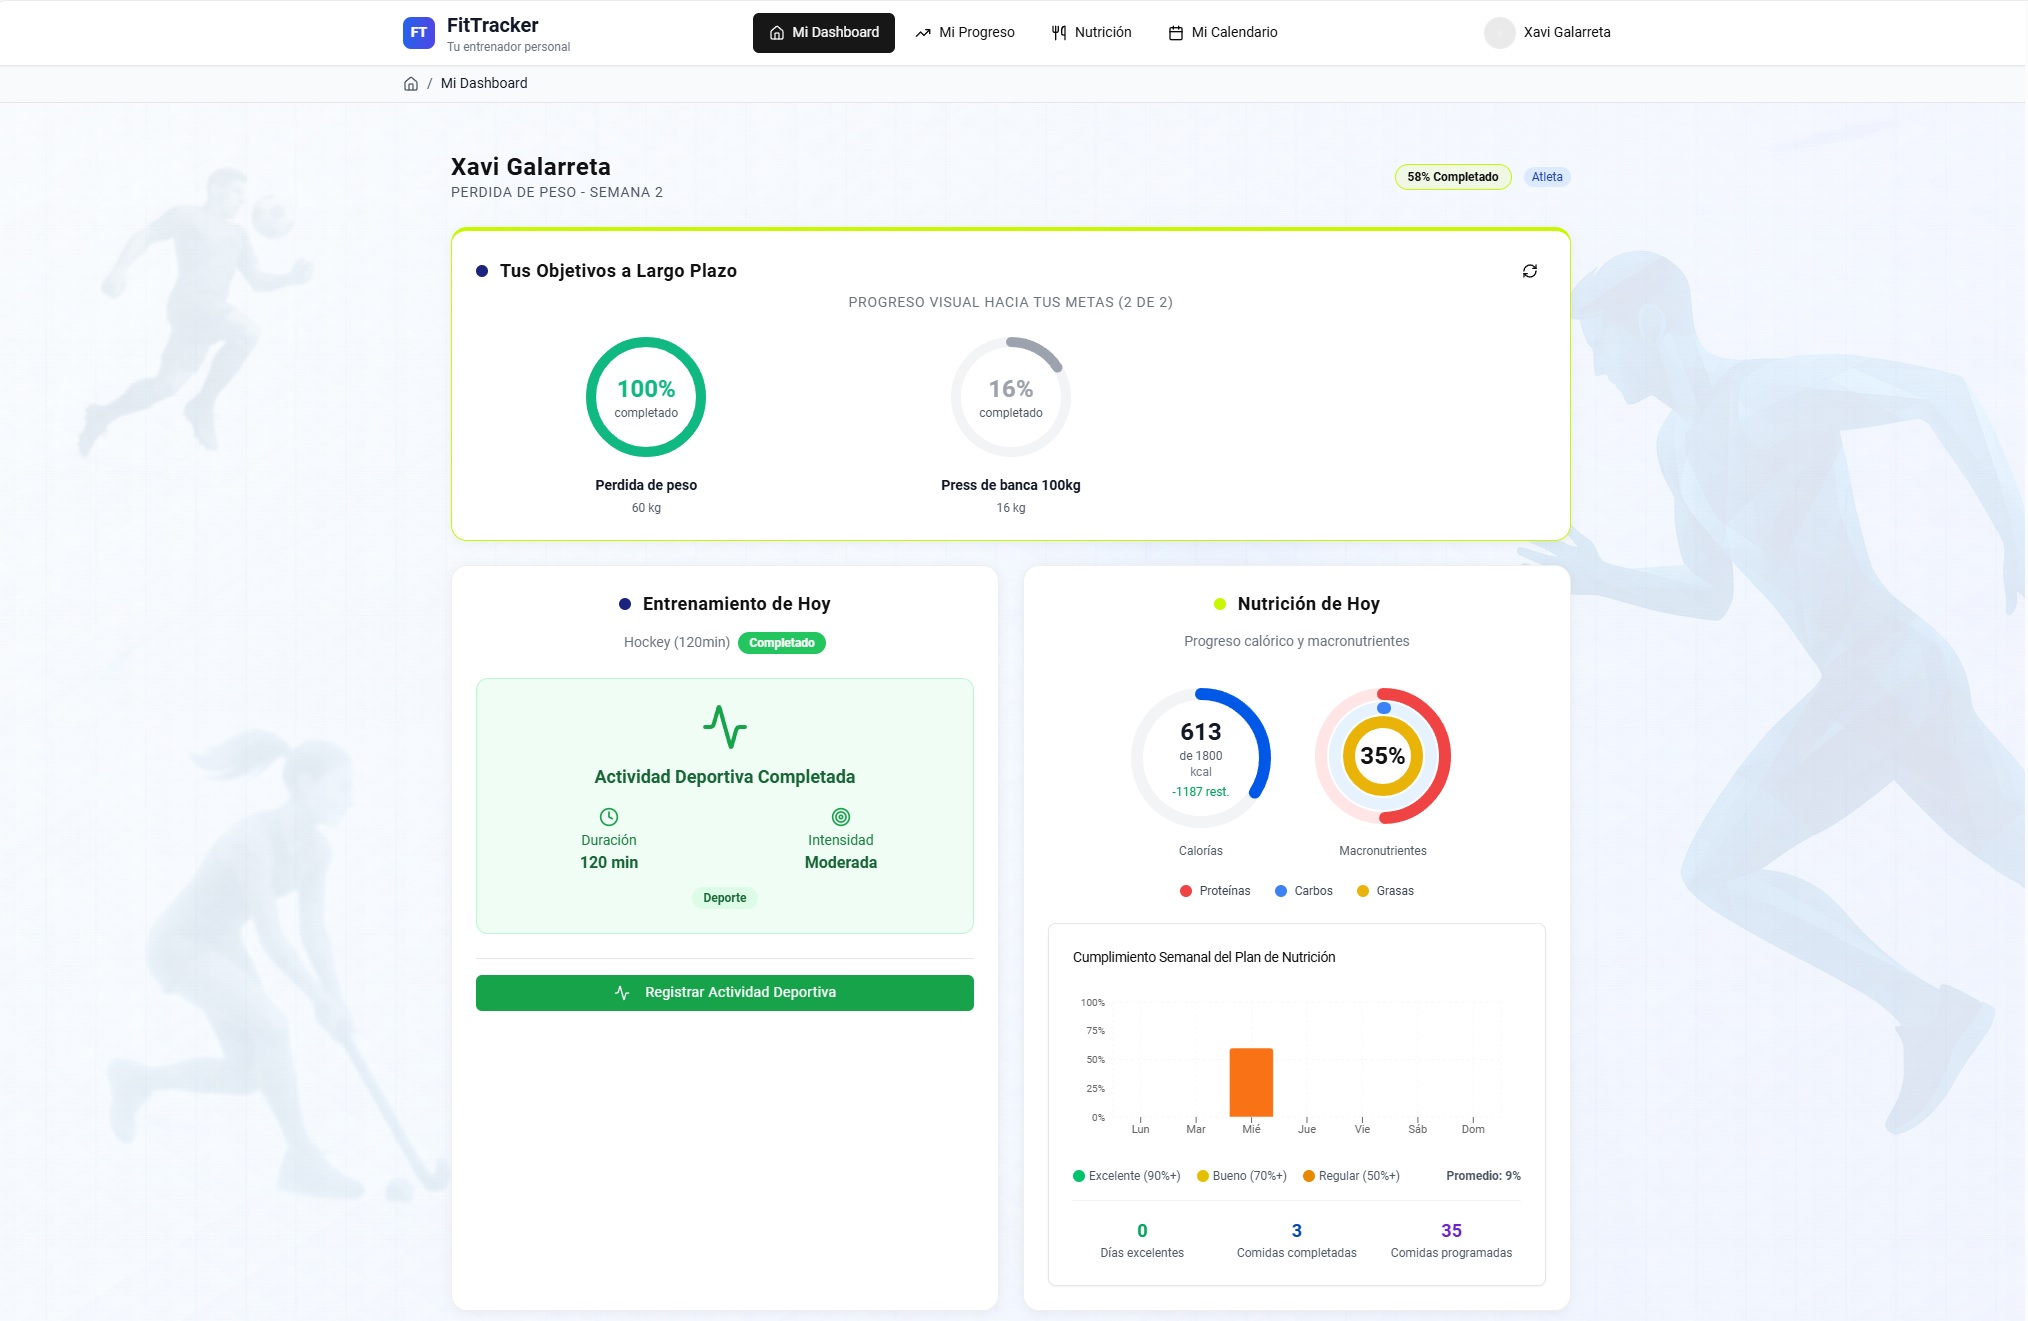 FT
FitTracker
Tu entrenador personal
Mi Dashboard
Mi Progreso
Nutrición
Mi Calendario
Xavi Galarreta
/ Mi Dashboard
Xavi Galarreta
PERDIDA DE PESO - SEMANA 2
58% Completado
Atleta
Tus Objetivos a Largo Plazo
PROGRESO VISUAL HACIA TUS METAS (2 DE 2)
100%
completado
Perdida de peso
60 kg
16%
completado
Press de banca 100kg
16 kg
Entrenamiento de Hoy
Hockey (120min) Completado
Actividad Deportiva Completada
Duración
120 min
Intensidad
Moderada
Deporte
Registrar Actividad Deportiva
Nutrición de Hoy
Progreso calórico y macronutrientes
613
de 1800
kcal
-1187 rest.
Calorías
35%
Macronutrientes
Proteínas
Carbos
Grasas
Cumplimiento Semanal del Plan de Nutrición
100%
75%
50%
25%
0%
Lun Mar Mié Jue Vie Sáb Dom
Excelente (90%+) Bueno (70%+) Regular (50%+) Promedio: 9%
0
Días excelentes
3
Comidas completadas
35
Comidas programadas